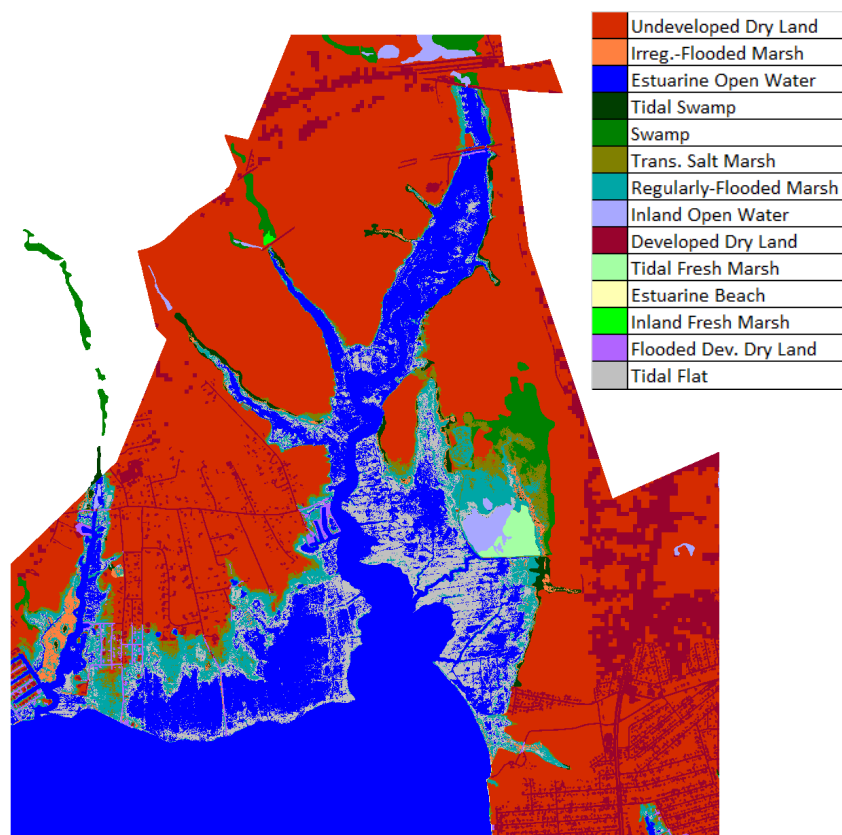 Undeveloped Dry Land
Irreg.-Flooded Marsh
Estuarine Open Water
Tidal Swamp
Swamp
Trans. Salt Marsh
Regularly-Flooded Marsh
Inland Open Water
Developed Dry Land
Tidal Fresh Marsh
Estuarine Beach
Inland Fresh Marsh
Flooded Dev. Dry Land
Tidal Flat